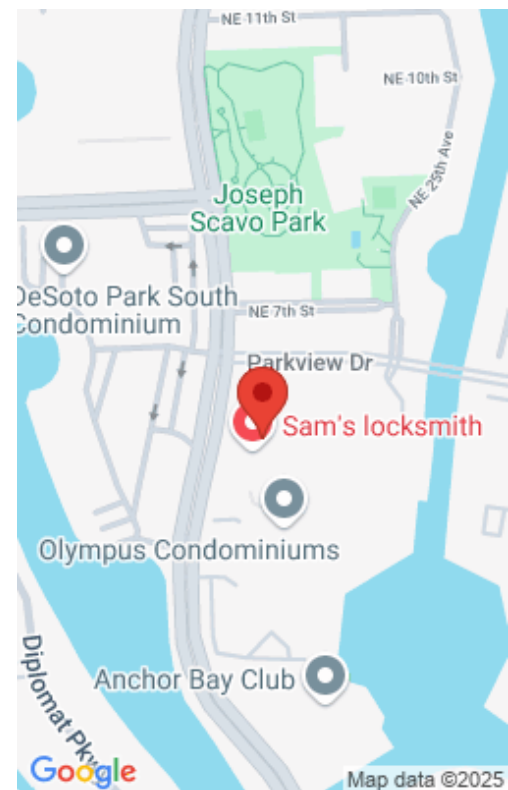 NE 11th St
NE 10th St
NE 25th Ave
Joseph
Scavo Park
DeSoto Park South
Condominium
NE 7th St
Parkview Dr
Sam's locksmith
Olympus Condominiums
Diplomat Pkwy
Anchor Bay Club
Google
Map data ©2025